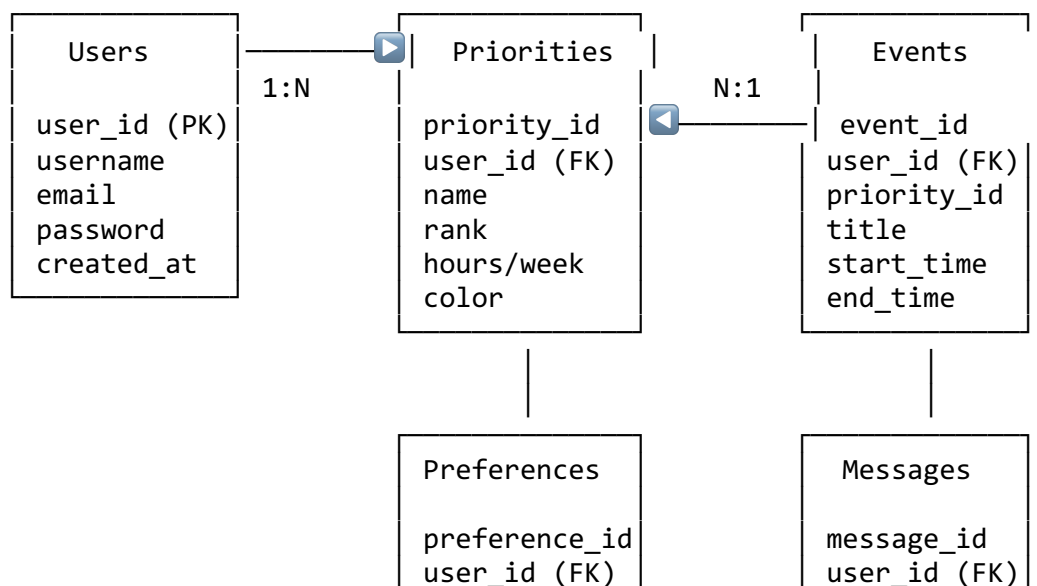 Users
1:N
user_id (PK)
username
email
password
created_at
Priorities
priority_id
user_id (FK)
name
rank
hours/week
color
N:1
Events
event_id
user_id (FK)
priority_id
title
start_time
end_time
Preferences
preference_id
user_id (FK)
Messages
message_id
user_id (FK)